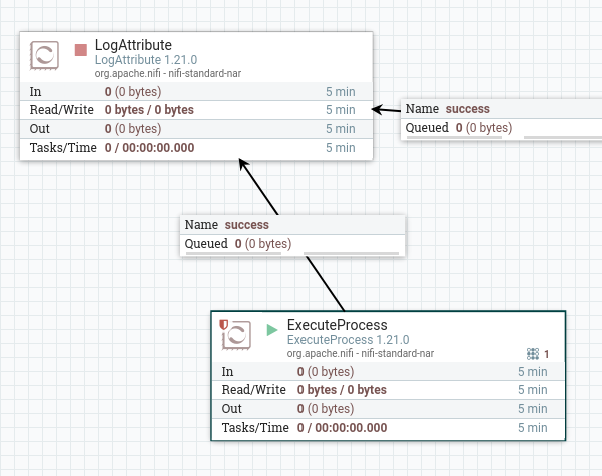 LogAttribute
LogAttribute 1.21.0
org.apache.nifi - nifi-standard-nar
In 0 (0 bytes) 5 min
Read/Write 0 bytes / 0 bytes 5 min
Out 0 (0 bytes) 5 min
Tasks/Time 0 / 00:00:00.000 5 min
Name success
Queued 0 (0 bytes)
Name success
Queued 0 (0 bytes)
ExecuteProcess
ExecuteProcess 1.21.0
org.apache.nifi - nifi-standard-nar
1
In 0 (0 bytes) 5 min
Read/Write 0 bytes / 0 bytes 5 min
Out 0 (0 bytes) 5 min
Tasks/Time 0 / 00:00:00.000 5 min